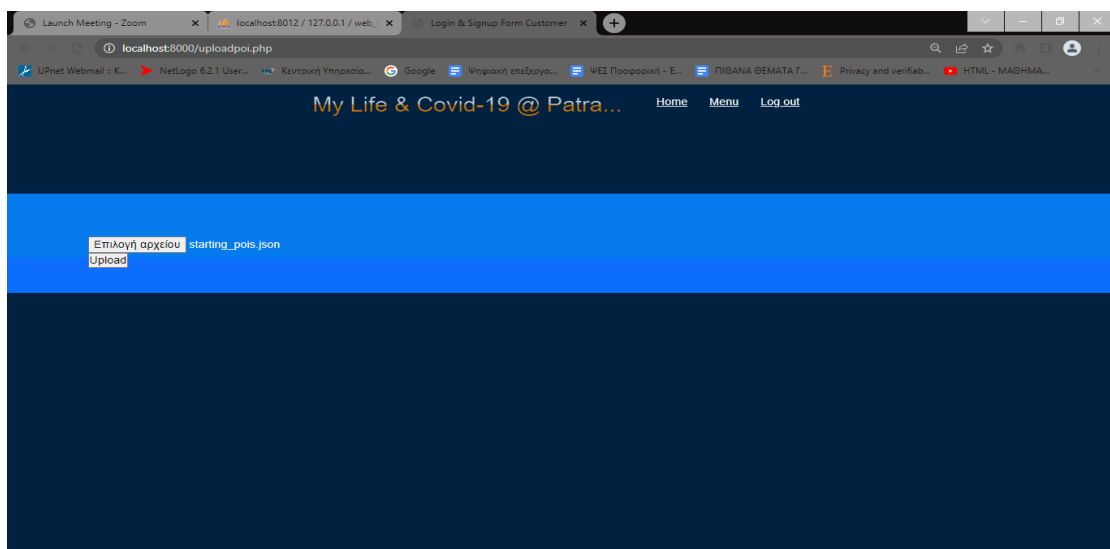 Launch Meeting - Zoom
localhost:8012 / 127.0.0.1 / web_
Login & Signup Form Customer
localhost:8000/uploadpoi.php
UPnet Webmail :: K...
NetLogo 6.2.1 User...
Κεντρική Υπηρεσία...
Google
Ψηφιακή επεξεργα...
ΨΕΣ Προφορική - Ε...
ΠΙΘΑΝΑ ΘΕΜΑΤΑ Γ...
Privacy and verifiab...
HTML - ΜΑΘΗΜΑ...
My Life & Covid-19 @ Patra...
Home
Menu
Log out
Επιλογή αρχείου starting_pois.json
Upload